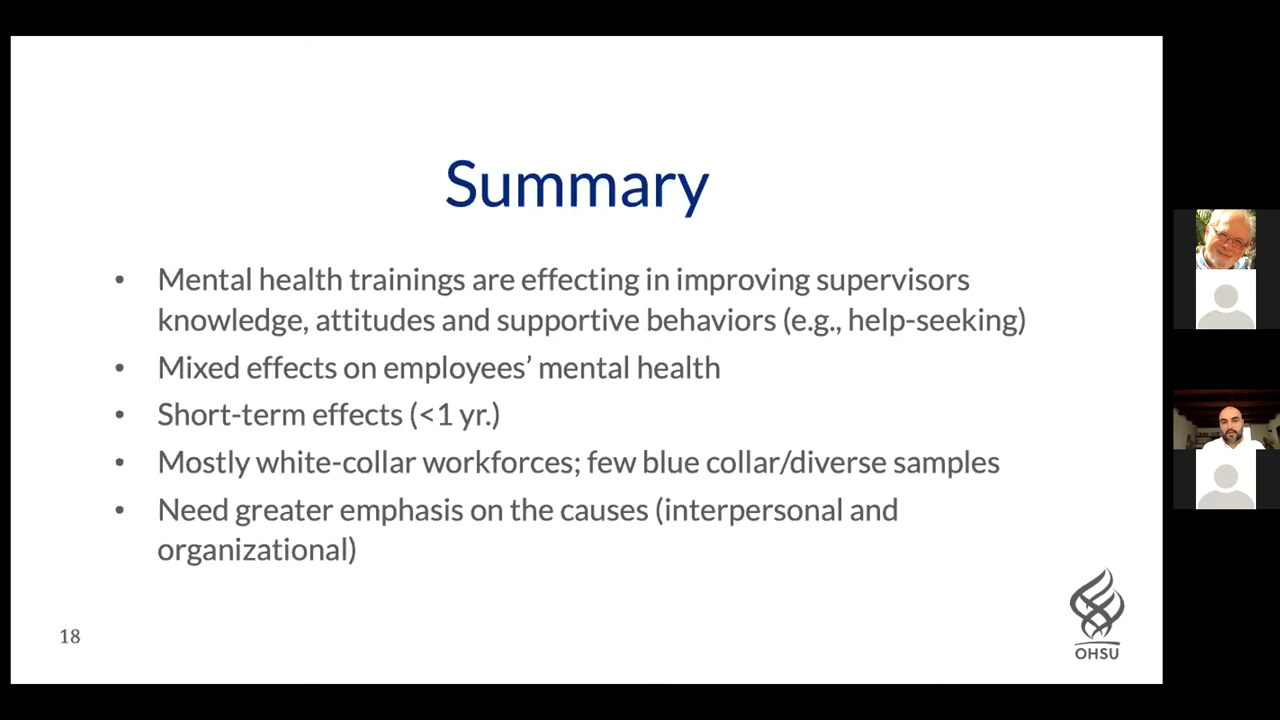 Summary
• Mental health trainings are effecting in improving supervisors
knowledge, attitudes and supportive behaviors (e.g., help-seeking)
• Mixed effects on employees’ mental health
• Short-term effects (<1 yr.)
• Mostly white-collar workforces; few blue collar/diverse samples
• Need greater emphasis on the causes (interpersonal and
organizational)
18
OHSU